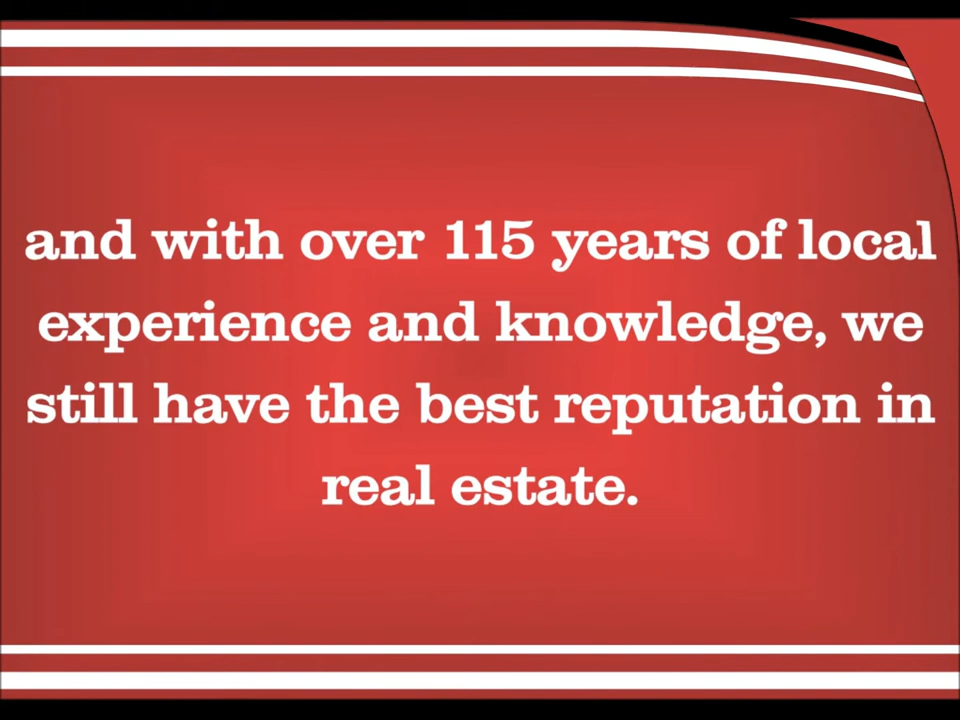 and with over 115 years of local
experience and knowledge, we
still have the best reputation in
real estate.